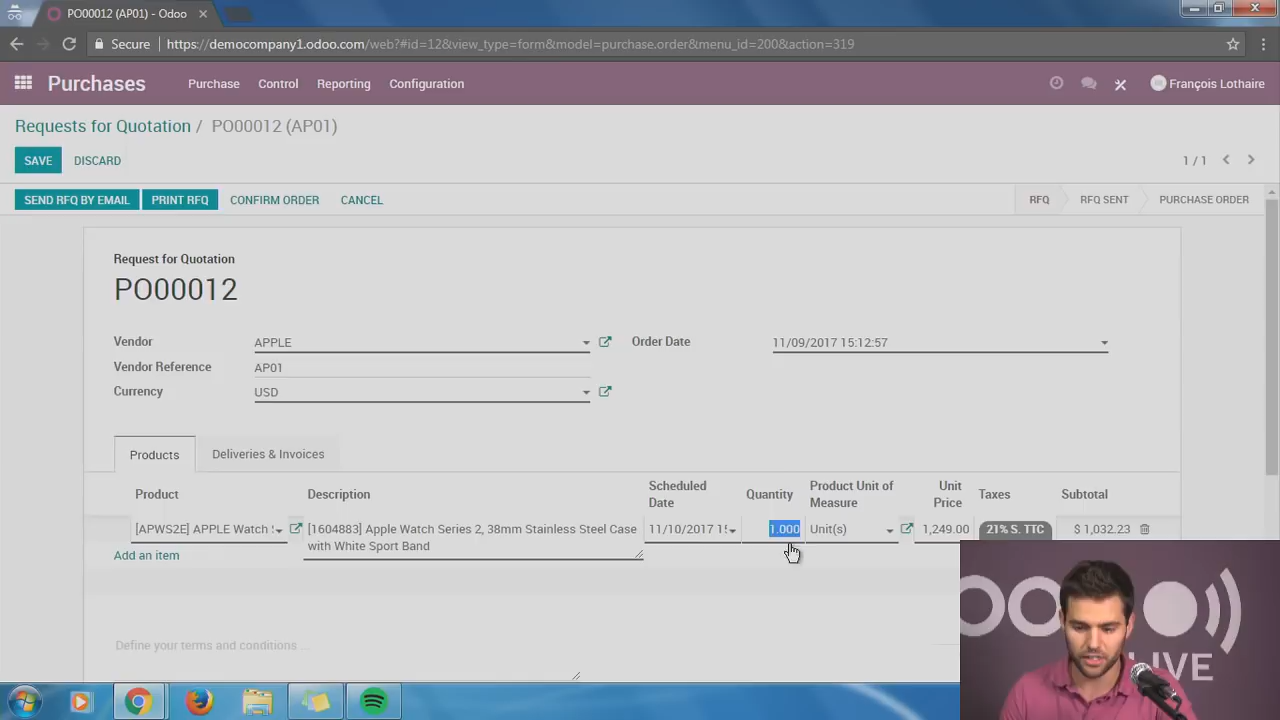 PO00012 (AP01) - Odoo
Secure https://democompany1.odoo.com/web?#id=12&view_type=form&model=purchase.order&menu_id=200&action=319
Purchases Purchase Control Reporting Configuration François Lothaire
Requests for Quotation / PO00012 (AP01)
SAVE DISCARD 1 / 1
SEND RFQ BY EMAIL PRINT RFQ CONFIRM ORDER CANCEL RFQ RFQ SENT PURCHASE ORDER
Request for Quotation
PO00012
Vendor APPLE Order Date 11/09/2017 15:12:57
Vendor Reference AP01
Currency USD
Products Deliveries & Invoices
Product Description Scheduled Date Quantity Product Unit of Measure Unit Price Taxes Subtotal
[APWS2E] APPLE Watch [1604883] Apple Watch Series 2, 38mm Stainless Steel Case 11/10/2017 1.000 Unit(s) 1,249.00 21% S. TTC $ 1,032.23
with White Sport Band
Add an item
Define your terms and conditions ...
LIVE